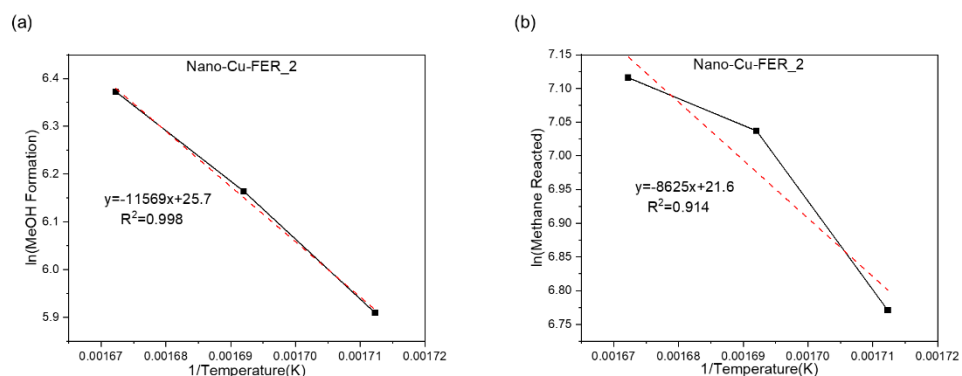 (a)
Nano-Cu-FER_2
ln(MeOH Formation)
6.4
6.3
6.2
6.1
6.0
5.9
y=-11569x+25.7
R²=0.998
0.00167 0.00168 0.00169 0.00170 0.00171 0.00172
1/Temperature(K)
(b)
Nano-Cu-FER_2
ln(Methane Reacted)
7.15
7.10
7.05
7.00
6.95
6.90
6.85
6.80
6.75
y=-8625x+21.6
R²=0.914
0.00167 0.00168 0.00169 0.00170 0.00171 0.00172
1/Temperature(K)